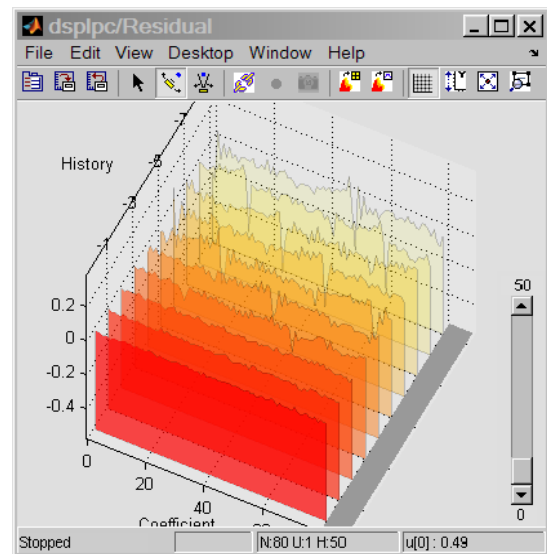 dsplpc/Residual
File Edit View Desktop Window Help
-7
History
-5
-3
-1
50
0.2
0
-0.2
-0.4
0
20
40
Coefficient
0
Stopped N:80 U:1 H:50 u[0] : 0.49